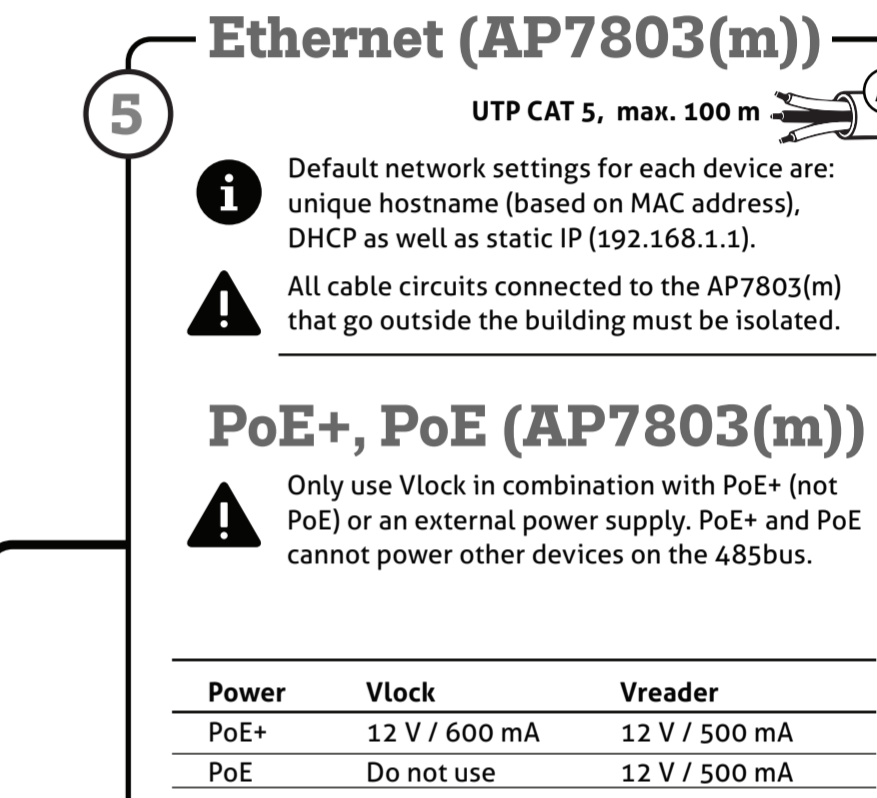 Ethernet (AP7803(m))
5
UTP CAT 5, max. 100 m
Default network settings for each device are:
unique hostname (based on MAC address),
DHCP as well as static IP (192.168.1.1).
All cable circuits connected to the AP7803(m)
that go outside the building must be isolated.
PoE+, PoE (AP7803(m))
Only use Vlock in combination with PoE+ (not
PoE) or an external power supply. PoE+ and PoE
cannot power other devices on the 485bus.
Power Vlock Vreader
PoE+ 12 V / 600 mA 12 V / 500 mA
PoE Do not use 12 V / 500 mA